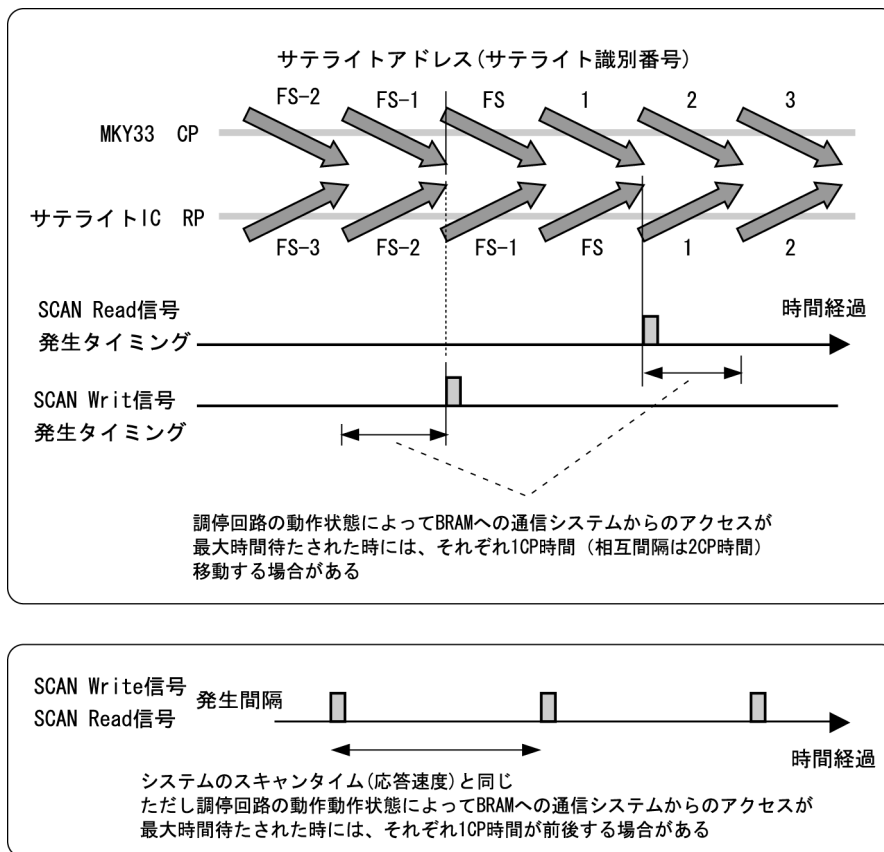 サテライトアドレス(サテライト識別番号)
FS-2 FS-1 FS 1 2 3
MKY33 CP
サテライトIC RP
FS-3 FS-2 FS-1 FS 1 2
SCAN Read信号
発生タイミング
時間経過
SCAN Writ信号
発生タイミング
調停回路の動作状態によってBRAMへの通信システムからのアクセスが
最大時間待たされた時には、それぞれ1CP時間（相互間隔は2CP時間）
移動する場合がある
SCAN Write信号
SCAN Read信号
発生間隔
時間経過
システムのスキャンタイム(応答速度)と同じ
ただし調停回路の動作動作状態によってBRAMへの通信システムからのアクセスが
最大時間待たされた時には、それぞれ1CP時間が前後する場合がある